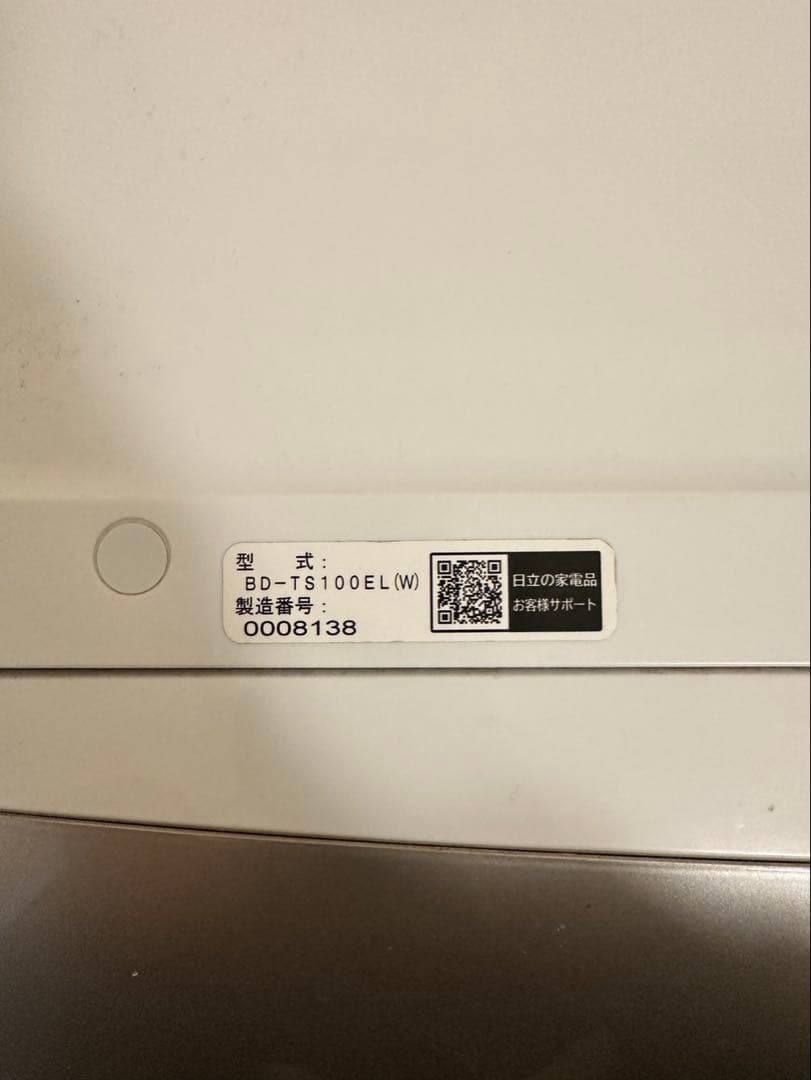 型　　式：
BD-TS100EL(W)
製造番号：
0008138
日立の家電品
お客様サポート